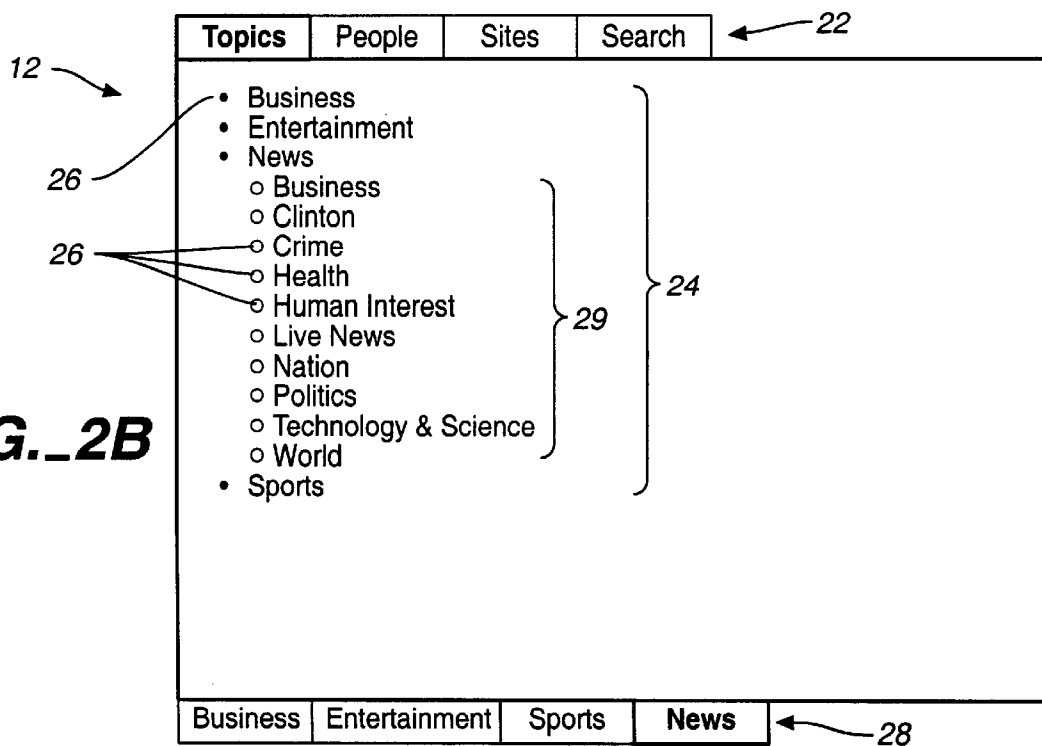 Topics People Sites Search 22
12
• Business
• Entertainment
• News
26
○ Business
○ Clinton
26 ○ Crime
○ Health
○ Human Interest
○ Live News
○ Nation
○ Politics
○ Technology & Science
○ World
29
24
• Sports
G._2B
Business Entertainment Sports News 28